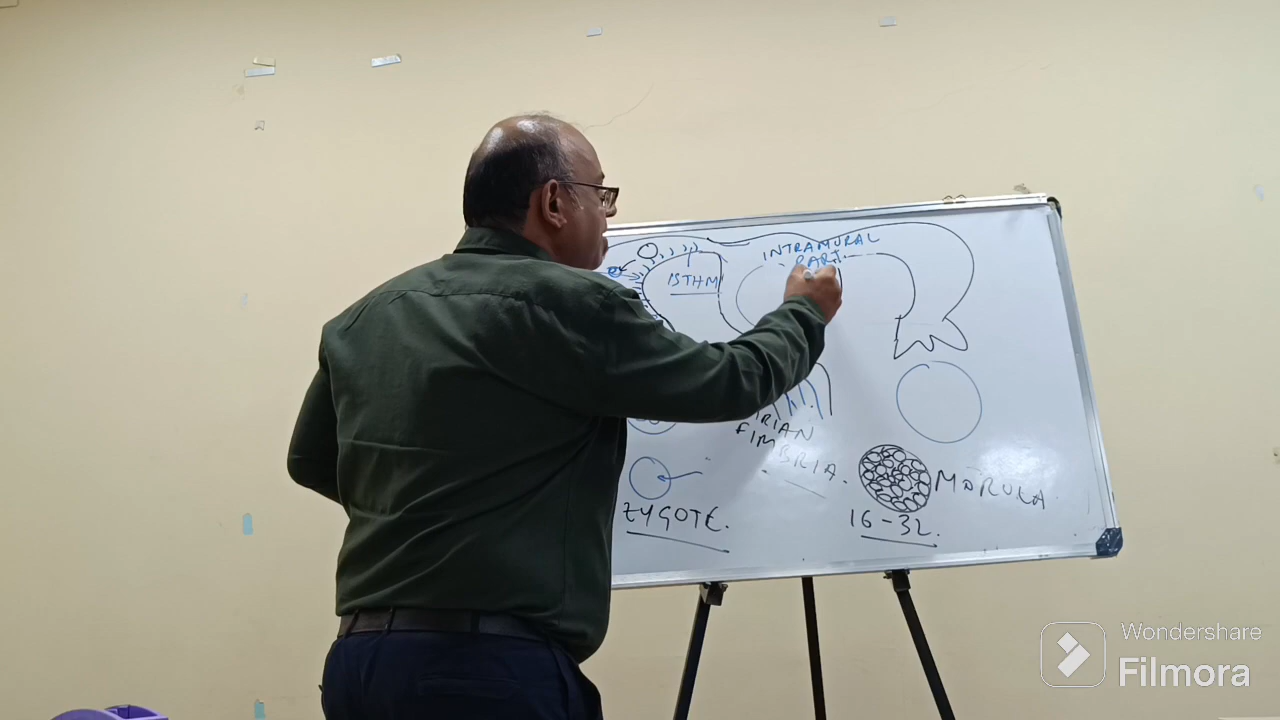 INTRAMURAL
PART
ISTHM
FIMBRIA.
ZYGOTE.
MORULA
16-32.
Wondershare
Filmora